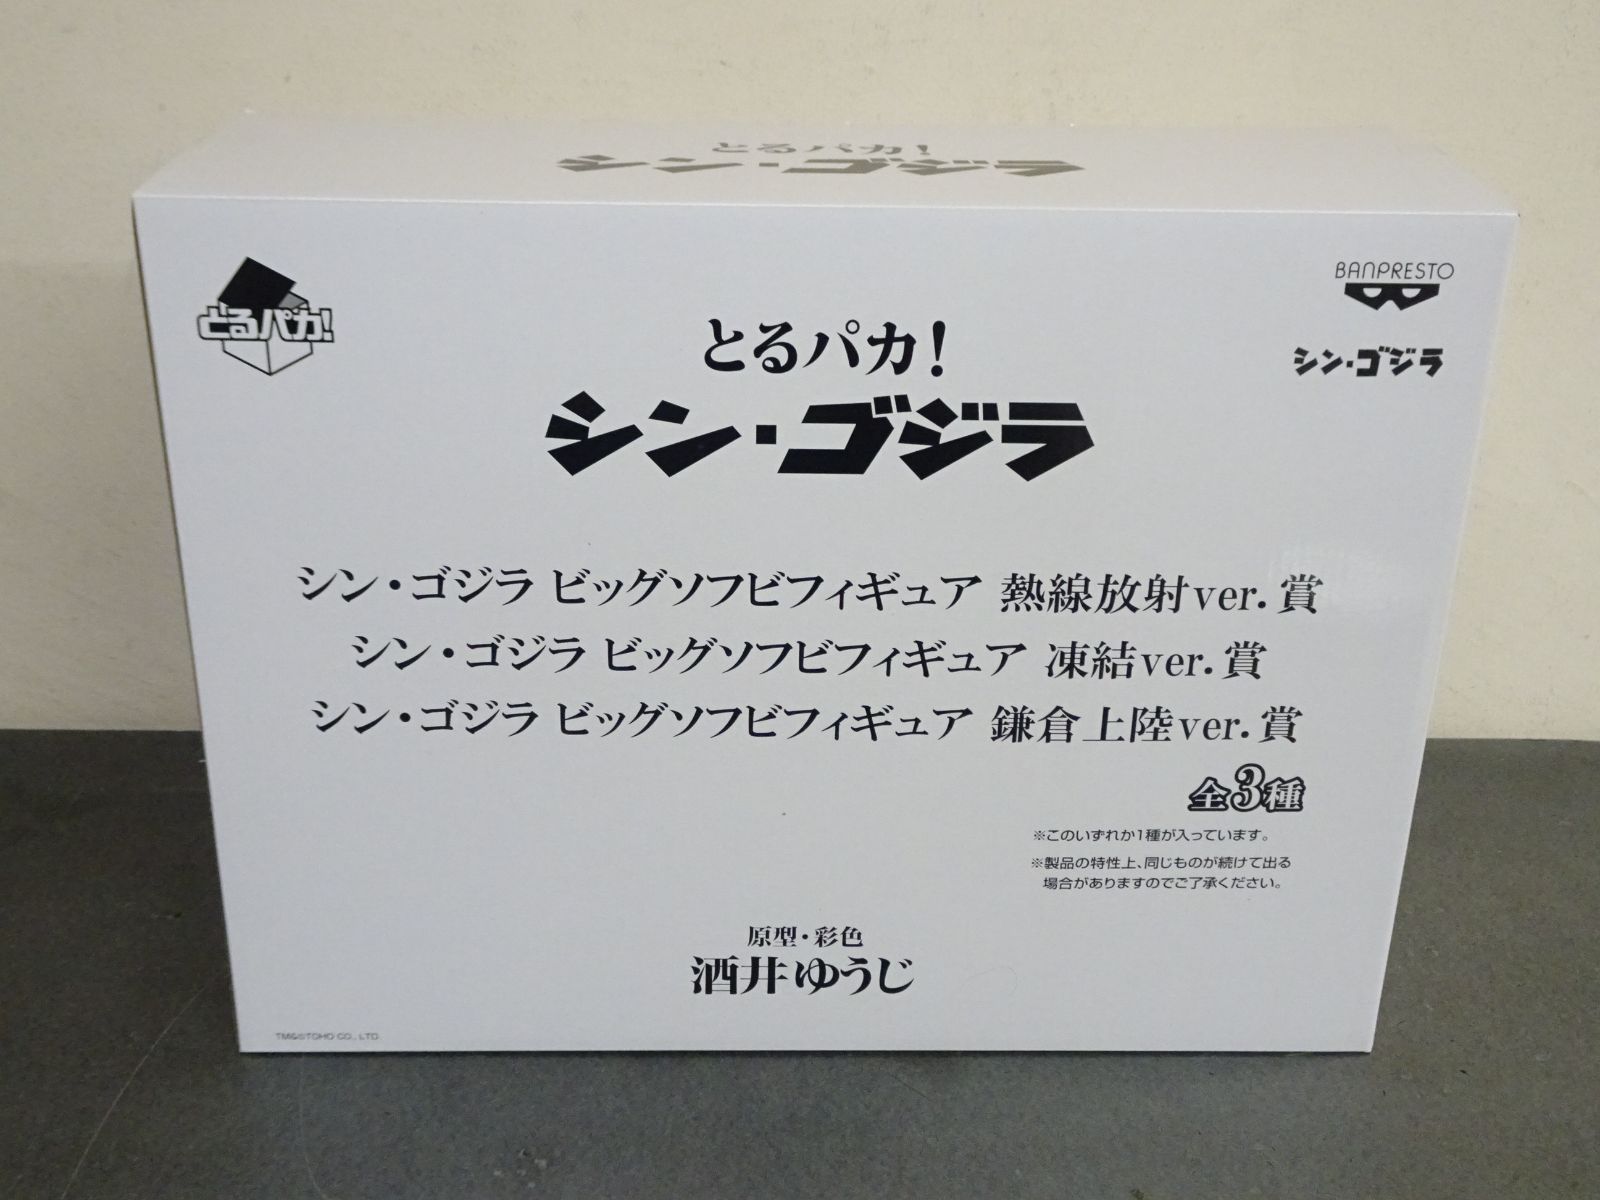 とるパカ!
シン・ゴジラ
とるパカ!
BANPRESTO
シン・ゴジラ
とるパカ!
シン・ゴジラ
シン・ゴジラ ビッグソフビフィギュア 熱線放射ver.賞
シン・ゴジラ ビッグソフビフィギュア 凍結ver.賞
シン・ゴジラ ビッグソフビフィギュア 鎌倉上陸ver.賞
全3種
※このいずれか1種が入っています。
※製品の特性上、同じものが続けて出る
場合がありますのでご了承ください。
原型・彩色
酒井ゆうじ
TM&©TOHO CO., LTD.